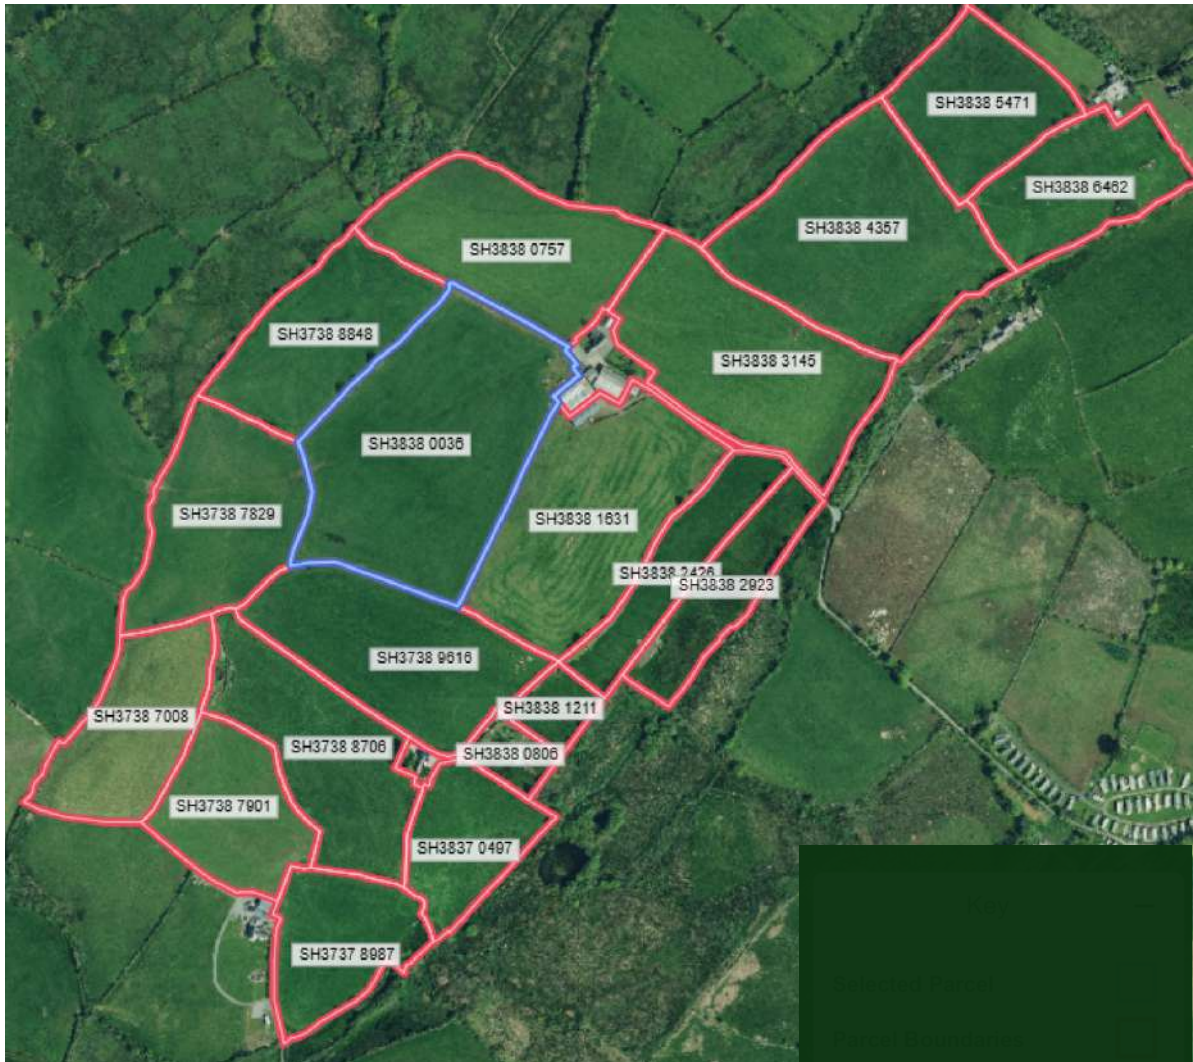 SH3838 5471
SH3838 6462
SH3838 4357
SH3838 0757
SH3738 8848
SH3838 3145
SH3838 0036
SH3738 7829
SH3838 1631
SH3838 2426
SH3838 2923
SH3738 9616
SH3838 1211
SH3738 7008
SH3738 8706
SH3838 0806
SH3738 7901
SH3837 0497
SH3737 8987
Key
Selected Parcel
Parcel Boundaries